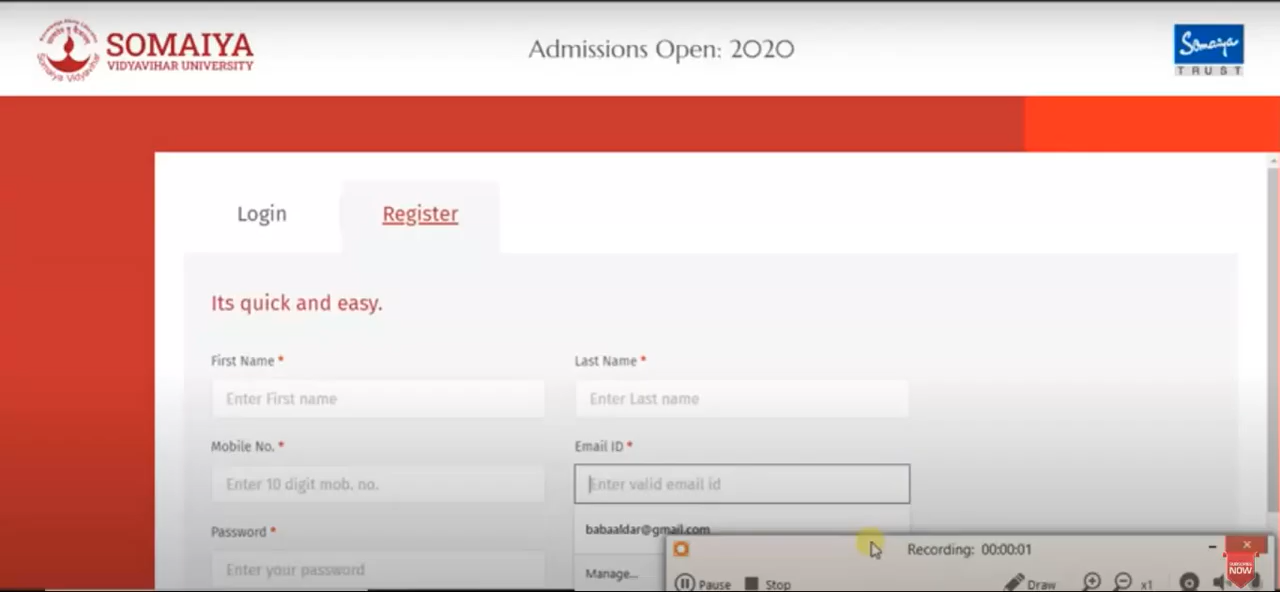 SOMAIYA
VIDYAVIHAR UNIVERSITY
Admissions Open: 2020
Somaiya
TRUST
Login
Register
Its quick and easy.
First Name *
Last Name *
Enter First name
Enter Last name
Mobile No. *
Email ID *
Enter 10 digit mob. no.
Enter valid email id
Password *
babaaldar@gmail.com
Enter your password
Manage...
Recording: 00:00:01
Pause
Stop
Draw
x1
SUBSCRIBE
NOW